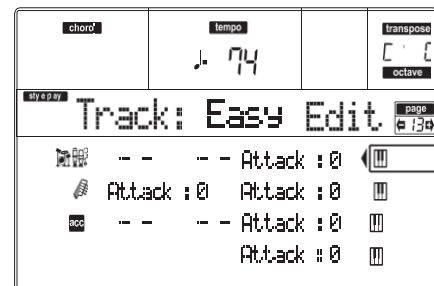 choro'
tempo
transpose
♩. 74
octave
style play
Track: Easy Edit
page
13
-- -- Attack :0
Attack :0 Attack :0
acc -- -- Attack :0
Attack :0